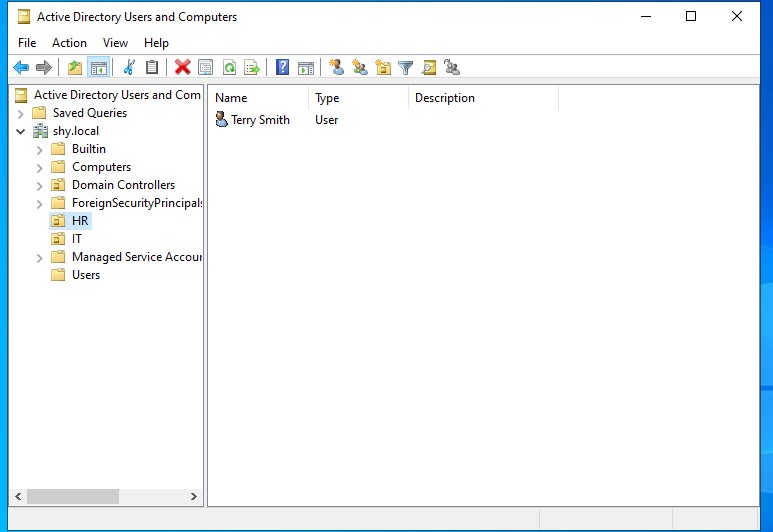 Active Directory Users and Computers
File Action View Help
Active Directory Users and Com
Saved Queries
shy.local
Builtin
Computers
Domain Controllers
ForeignSecurityPrincipals
HR
IT
Managed Service Accour
Users
Name Type Description
Terry Smith User